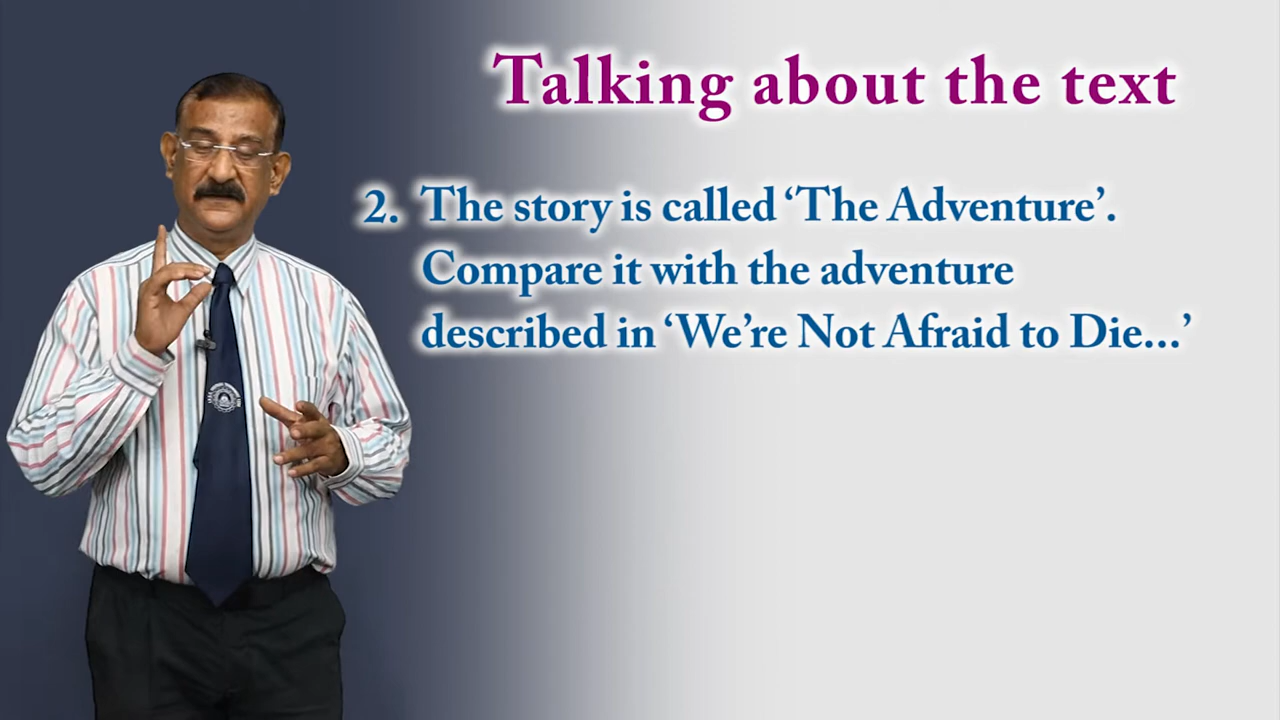 Talking about the text
2. The story is called ‘The Adventure’.
Compare it with the adventure
described in ‘We’re Not Afraid to Die...’